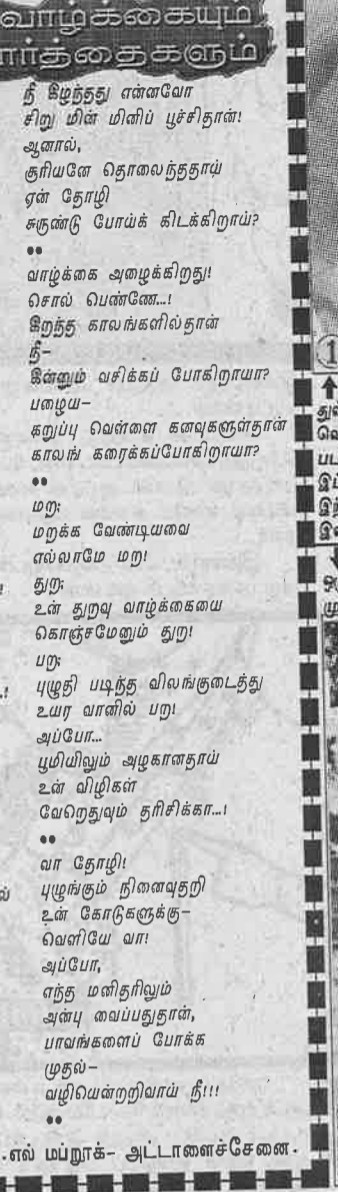 வாழ்க்கையும்
ார்த்தைகளும்
நீ இழந்தது என்னவோ
சிறு மின் மினிப் பூச்சிதான்!
ஆனால்,
சூரியனே தொலைந்ததாய்
ஏன் தோழி
சுருண்டு போய்க் கிடக்கிறாய்?
●●
வாழ்க்கை அழைக்கிறது!
சொல் பெண்ணே...!
இறந்த காலங்களில்தான்
நீ-
இன்னும் வசிக்கப் போகிறாயா?
பழைய-
கறுப்பு வெள்ளை கனவுகளுள்தான்
காலங் கரைக்கப்போகிறாயா?
●●
மற;
மறக்க வேண்டியவை
எல்லாமே மற!
துற;
உன் துறவு வாழ்க்கையை
கொஞ்சமேனும் துற!
பற;
புழுதி படிந்த விலங்குடைத்து
உயர வானில் பற!
அப்போ...
பூமியிலும் அழகானதாய்
உன் விழிகள்
வேறெதுவும் தரிசிக்கா...!
●●
வா தோழி!
புழுங்கும் நினைவுதறி
உன் கோடுகளுக்கு-
வெளியே வா!
அப்போ,
எந்த மனிதரிலும்
அன்பு வைப்பதுதான்,
பாவங்களைப் போக்க
முதல்-
வழியென்றறிவாய் நீ!!!
●●
.எல் மப்றூக்- அட்டாளைச்சேனை.
1